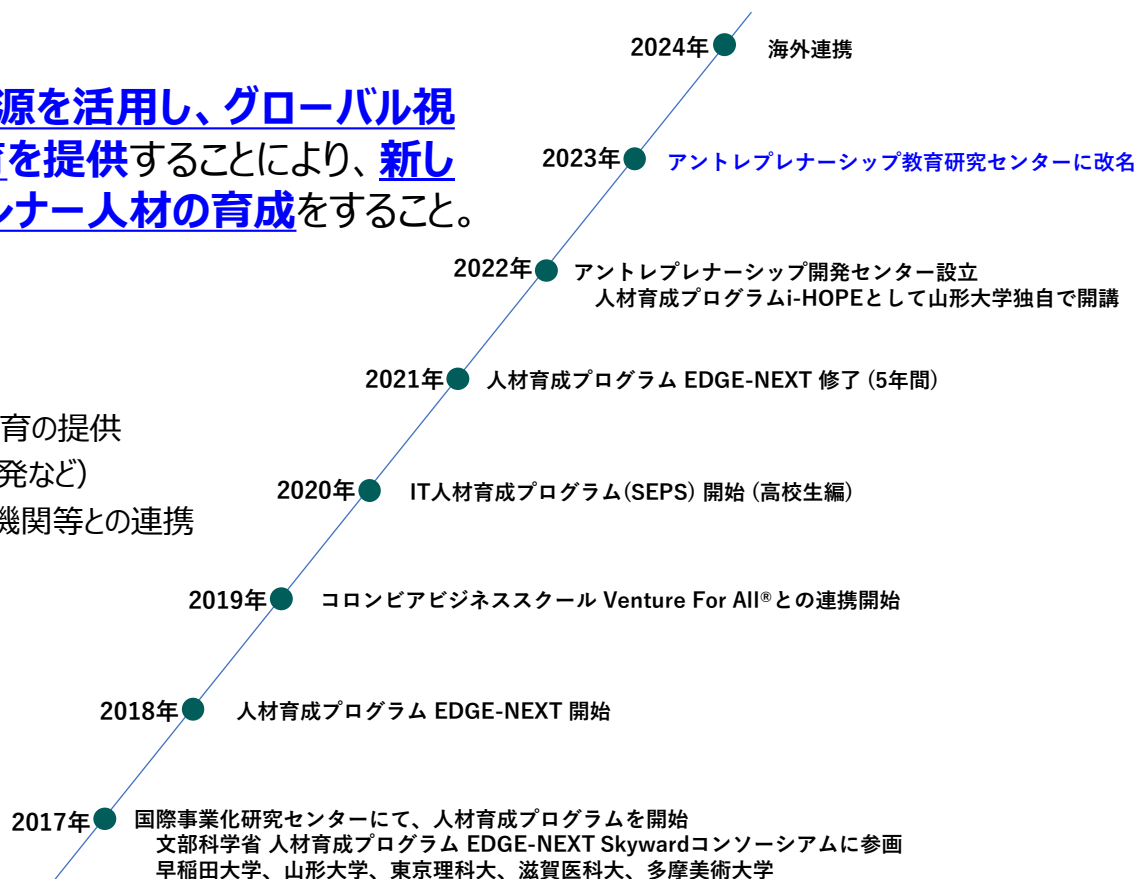 2024年 海外連携
源を活用し、グローバル視
育を提供することにより、新し
2023年 アントレプレナーシップ教育研究センターに改名
ナー人材の育成をすること。
2022年 アントレプレナーシップ開発センター設立
人材育成プログラムi-HOPEとして山形大学独自で開講
2021年 人材育成プログラム EDGE-NEXT 修了 (5年間)
育の提供
発など)
2020年 IT人材育成プログラム(SEPS) 開始 (高校生編)
機関等との連携
2019年 コロンビアビジネススクール Venture For All®との連携開始
2018年 人材育成プログラム EDGE-NEXT 開始
2017年 国際事業化研究センターにて、人材育成プログラムを開始
文部科学省 人材育成プログラム EDGE-NEXT Skywardコンソーシアムに参画
早稲田大学、山形大学、東京理科大、滋賀医科大、多摩美術大学